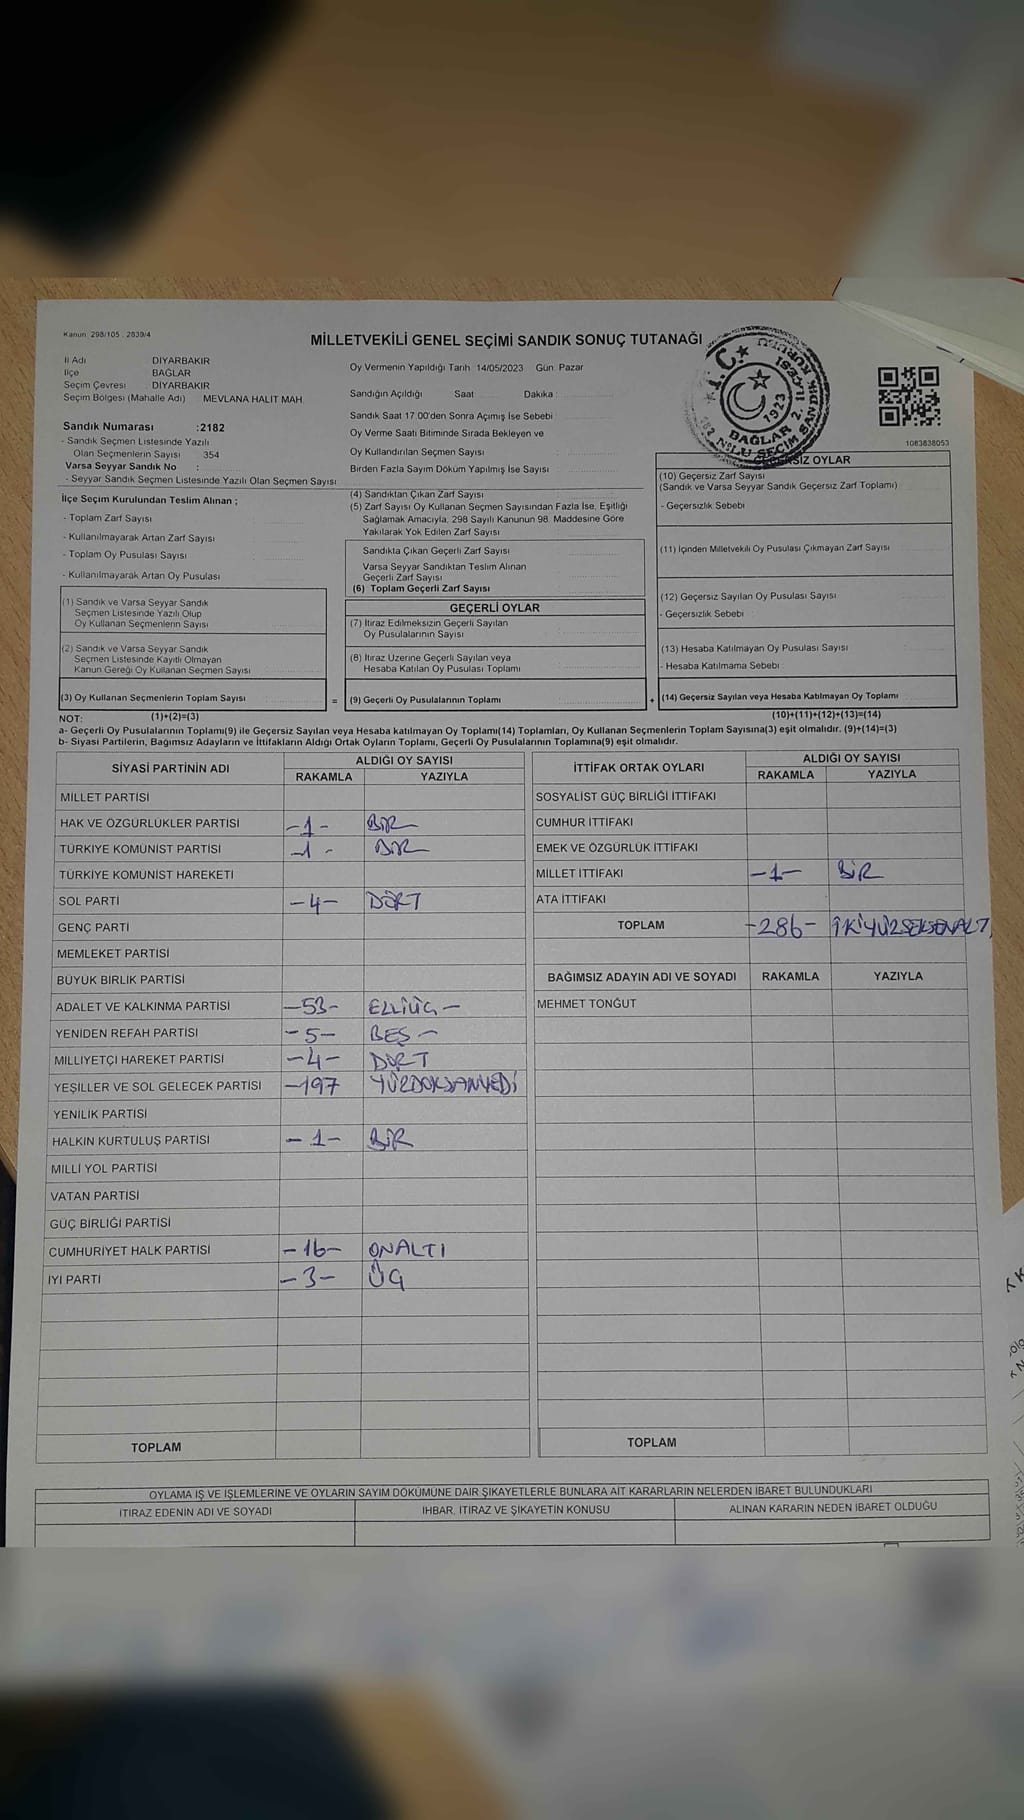 Kanun: 298/105 ; 2839/4
MİLLETVEKİLİ GENEL SEÇİMİ SANDIK SONUÇ TUTANAĞI
İl Adı : DİYARBAKIR
İlçe : BAĞLAR
Seçim Çevresi : DİYARBAKIR
Seçim Bölgesi (Mahalle Adı) : MEVLANA HALİT MAH.
Sandık Numarası :2182
- Sandık Seçmen Listesinde Yazılı
Olan Seçmenlerin Sayısı : 354
Varsa Seyyar Sandık No :
- Seyyar Sandık Seçmen Listesinde Yazılı Olan Seçmen Sayısı
İlçe Seçim Kurulundan Teslim Alınan ;
- Toplam Zarf Sayısı
- Kullanılmayarak Artan Zarf Sayısı
- Toplam Oy Pusulası Sayısı
- Kullanılmayarak Artan Oy Pusulası
(1) Sandık ve Varsa Seyyar Sandık
Seçmen Listesinde Yazılı Olup
Oy Kullanan Seçmenlerin Sayısı
(2) Sandık ve Varsa Seyyar Sandık
Seçmen Listesinde Kayıtlı Olmayan
Kanun Gereği Oy Kullanan Seçmen Sayısı
(3) Oy Kullanan Seçmenlerin Toplam Sayısı
Oy Vermenin Yapıldığı Tarih : 14/05/2023 Gün: Pazar
Sandığın Açıldığı Saat : Dakika :
Sandık Saat 17.00'den Sonra Açılmış İse Sebebi :
Oy Verme Saati Bitiminde Sırada Bekleyen ve
Oy Kullandırılan Seçmen Sayısı
Birden Fazla Sayım Döküm Yapılmış İse Sayısı
(4) Sandıktan Çıkan Zarf Sayısı
(5) Zarf Sayısı Oy Kullanan Seçmen Sayısından Fazla İse, Eşitliği
Sağlamak Amacıyla, 298 Sayılı Kanunun 98. Maddesine Göre
Yakılarak Yok Edilen Zarf Sayısı
Sandıkta Çıkan Geçerli Zarf Sayısı
Varsa Seyyar Sandıktan Teslim Alınan
Geçerli Zarf Sayısı
(6) Toplam Geçerli Zarf Sayısı
GEÇERLİ OYLAR
(7) İtiraz Edilmeksizin Geçerli Sayılan
Oy Pusulalarının Sayısı
(8) İtiraz Üzerine Geçerli Sayılan veya
Hesaba Katılan Oy Pusulası Toplamı
= (9) Geçerli Oy Pusulalarının Toplamı +
T.C.
1923
BAĞLAR 2. İLÇESİ
1083838053
GEÇERSİZ OYLAR
(10) Geçersiz Zarf Sayısı
(Sandık ve Varsa Seyyar Sandık Geçersiz Zarf Toplamı)
- Geçersizlik Sebebi
(11) İçinden Milletvekili Oy Pusulası Çıkmayan Zarf Sayısı
(12) Geçersiz Sayılan Oy Pusulası Sayısı
- Geçersizlik Sebebi :
(13) Hesaba Katılmayan Oy Pusulası Sayısı
- Hesaba Katılmama Sebebi :
(14) Geçersiz Sayılan veya Hesaba Katılmayan Oy Toplamı
NOT: (1)+(2)=(3) (10)+(11)+(12)+(13)=(14)
a- Geçerli Oy Pusulalarının Toplamı(9) ile Geçersiz Sayılan veya Hesaba katılmayan Oy Toplamı(14) Toplamları, Oy Kullanan Seçmenlerin Toplam Sayısına(3) eşit olmalıdır. (9)+(14)=(3)
b- Siyasi Partilerin, Bağımsız Adayların ve İttifakların Aldığı Ortak Oyların Toplamı, Geçerli Oy Pusulalarının Toplamına(9) eşit olmalıdır.
SİYASİ PARTİNİN ADI ALDIĞI OY SAYISI
RAKAMLA YAZIYLA
MİLLET PARTİSİ
HAK VE ÖZGÜRLÜKLER PARTİSİ -1- BİR
TÜRKİYE KOMÜNİST PARTİSİ -1- BİR
TÜRKİYE KOMÜNİST HAREKETİ
SOL PARTİ -4- DÖRT
GENÇ PARTİ
MEMLEKET PARTİSİ
BÜYÜK BİRLİK PARTİSİ
ADALET VE KALKINMA PARTİSİ -53- ELLİÜÇ-
YENİDEN REFAH PARTİSİ -5- BEŞ-
MİLLİYETÇİ HAREKET PARTİSİ -4- DÖRT
YEŞİLLER VE SOL GELECEK PARTİSİ -197 YÜZDOKSANYEDİ
YENİLİK PARTİSİ
HALKIN KURTULUŞ PARTİSİ -1- BİR
MİLLİ YOL PARTİSİ
VATAN PARTİSİ
GÜÇ BİRLİĞİ PARTİSİ
CUMHURİYET HALK PARTİSİ -16- ONALTI
İYİ PARTİ -3- ÜÇ
TOPLAM
İTTİFAK ORTAK OYLARI ALDIĞI OY SAYISI
RAKAMLA YAZIYLA
SOSYALİST GÜÇ BİRLİĞİ İTTİFAKI
CUMHUR İTTİFAKI
EMEK VE ÖZGÜRLÜK İTTİFAKI
MİLLET İTTİFAKI -1- BİR
ATA İTTİFAKI
TOPLAM -286- İKİYÜZSEKSENALTI
BAĞIMSIZ ADAYIN ADI VE SOYADI RAKAMLA YAZIYLA
MEHMET TONĞUT
TOPLAM
OYLAMA İŞ VE İŞLEMLERİNE VE OYLARIN SAYIM DÖKÜMÜNE DAİR ŞİKAYETLERLE BUNLARA AİT KARARLARIN NELERDEN İBARET BULUNDUKLARI
İTİRAZ EDENİN ADI VE SOYADI İHBAR, İTİRAZ VE ŞİKAYETİN KONUSU ALINAN KARARIN NEDEN İBARET OLDUĞU